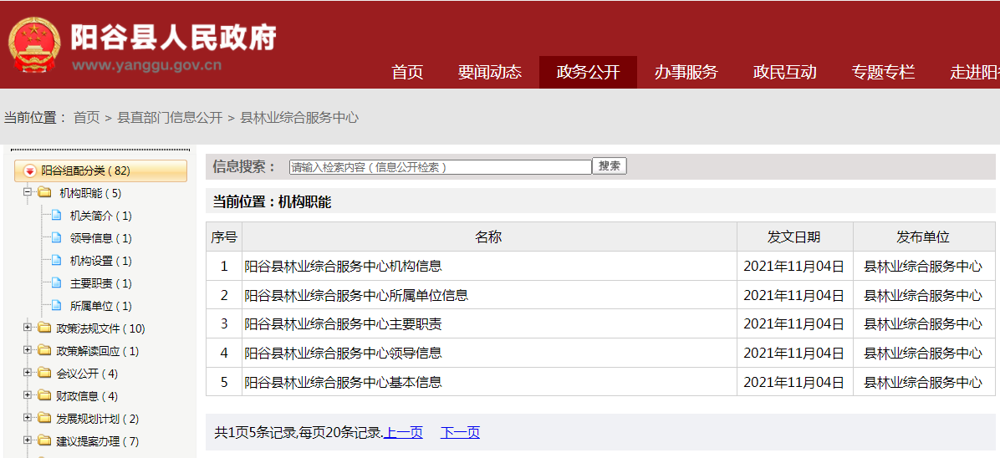 阳谷县人民政府
www.yanggu.gov.cn
首页 要闻动态 政务公开 办事服务 政民互动 专题专栏 走进阳
当前位置： 首页 > 县直部门信息公开 > 县林业综合服务中心
阳谷组配分类 ( 82)
机构职能 ( 5)
机关简介 ( 1)
领导信息 ( 1)
机构设置 ( 1)
主要职责 ( 1)
所属单位 ( 1)
政策法规文件 ( 10)
政策解读回应 ( 1)
会议公开 ( 4)
财政信息 ( 4)
发展规划计划 ( 2)
建议提案办理 ( 7)
信息搜索： 请输入检索内容（信息公开检索） 搜索
当前位置：机构职能
序号 名称 发文日期 发布单位
1 阳谷县林业综合服务中心机构信息 2021年11月04日 县林业综合服务中心
2 阳谷县林业综合服务中心所属单位信息 2021年11月04日 县林业综合服务中心
3 阳谷县林业综合服务中心主要职责 2021年11月04日 县林业综合服务中心
4 阳谷县林业综合服务中心领导信息 2021年11月04日 县林业综合服务中心
5 阳谷县林业综合服务中心基本信息 2021年11月04日 县林业综合服务中心
共1页5条记录,每页20条记录.上一页 下一页